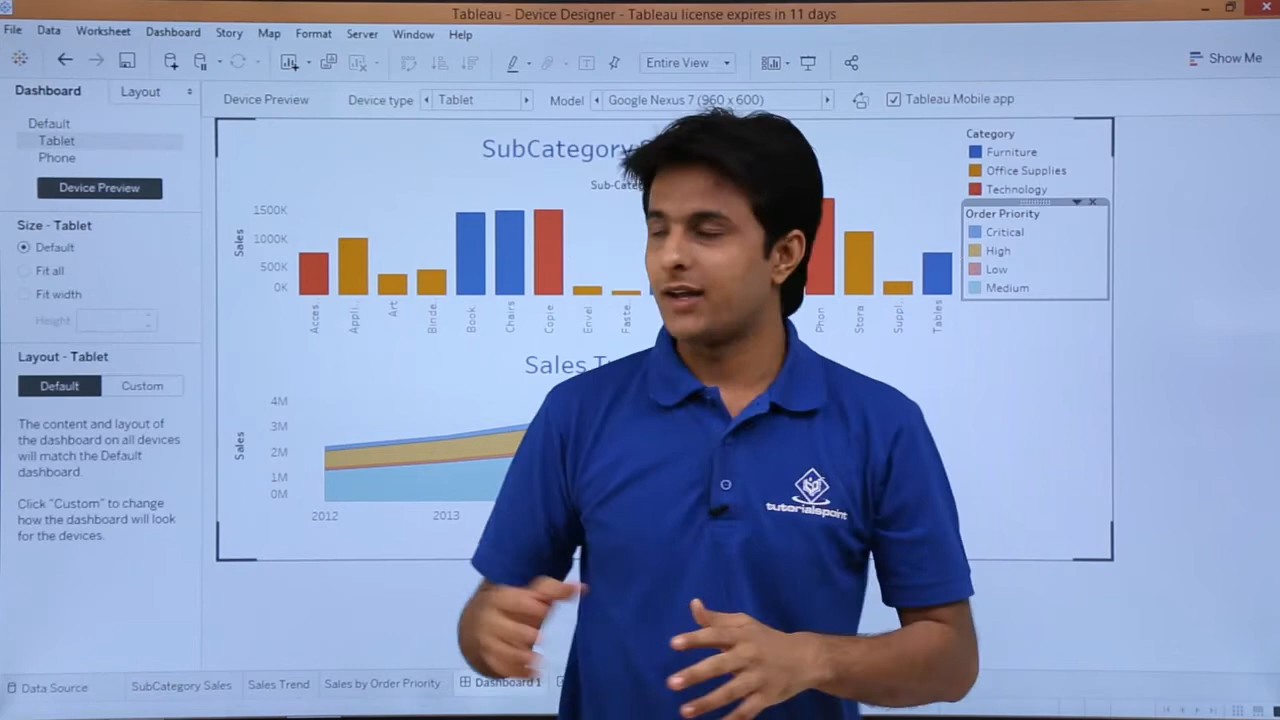 Tableau - Device Designer - Tableau license expires in 11 days
File Data Worksheet Dashboard Story Map Format Server Window Help
Entire View
Show Me
Dashboard Layout
Device Preview Device type Tablet Model Google Nexus 7 (960 x 600) Tableau Mobile app
Default
Tablet
Phone
Device Preview
Size - Tablet
Default
Fit all
Fit width
Height
Layout - Tablet
Default Custom
The content and layout of
the dashboard on all devices
will match the Default
dashboard.
Click "Custom" to change
how the dashboard will look
for the devices.
SubCategory
Sub-Cate
Sales
1500K
1000K
500K
0K
Acces..
Appli..
Art
Binde..
Book..
Chairs
Copie..
Envel..
Faste..
Phon..
Stora..
Suppl..
Tables
Category
Furniture
Office Supplies
Technology
Order Priority
Critical
High
Low
Medium
Sales T
Sales
4M
3M
2M
1M
0M
2012 2013
tutorialspoint
Data Source SubCategory Sales Sales Trend Sales by Order Priority Dashboard 1